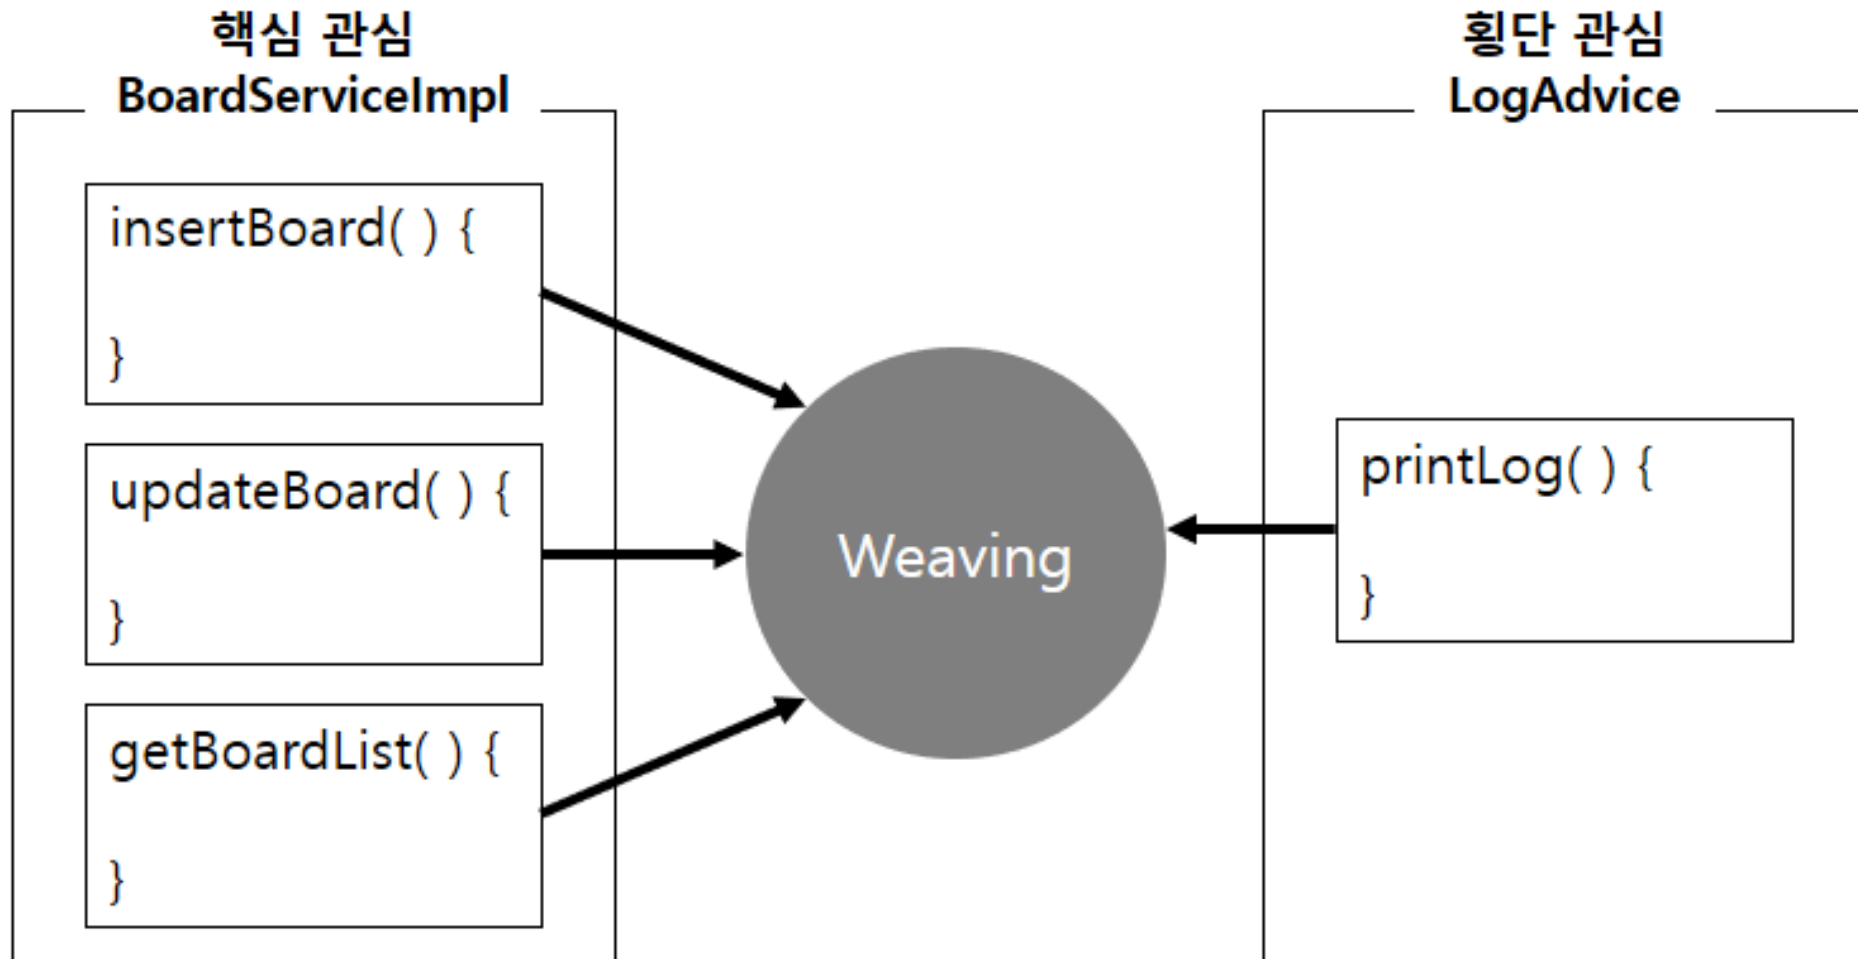 핵심 관심
BoardServiceImpl
insertBoard( ) {
}
updateBoard( ) {
}
getBoardList( ) {
}
Weaving
횡단 관심
LogAdvice
printLog( ) {
}